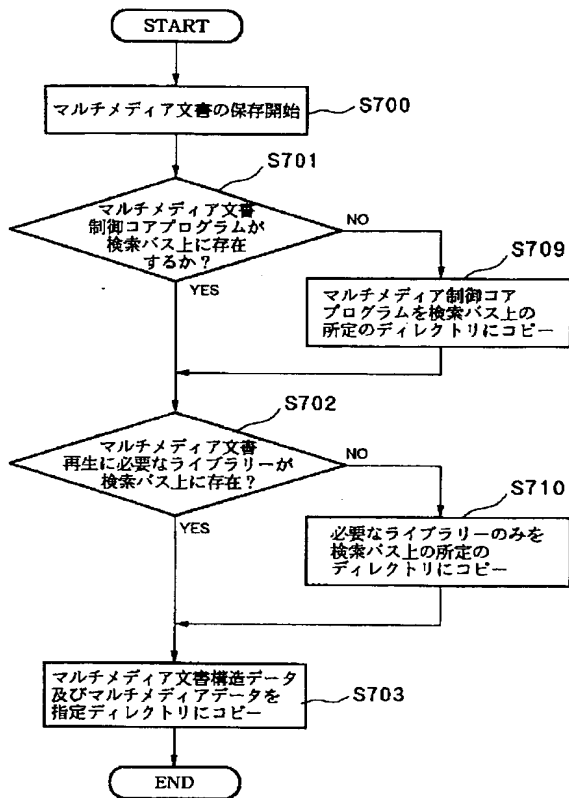 START
マルチメディア文書の保存開始
S700
S701
マルチメディア文書
制御コアプログラムが
検索パス上に存在
するか？
NO
YES
S709
マルチメディア制御コア
プログラムを検索パス上の
所定のディレクトリにコピー
S702
マルチメディア文書
再生に必要なライブラリーが
検索パス上に存在？
NO
YES
S710
必要なライブラリーのみを
検索パス上の所定の
ディレクトリにコピー
マルチメディア文書構造データ
及びマルチメディアデータを
指定ディレクトリにコピー
S703
END